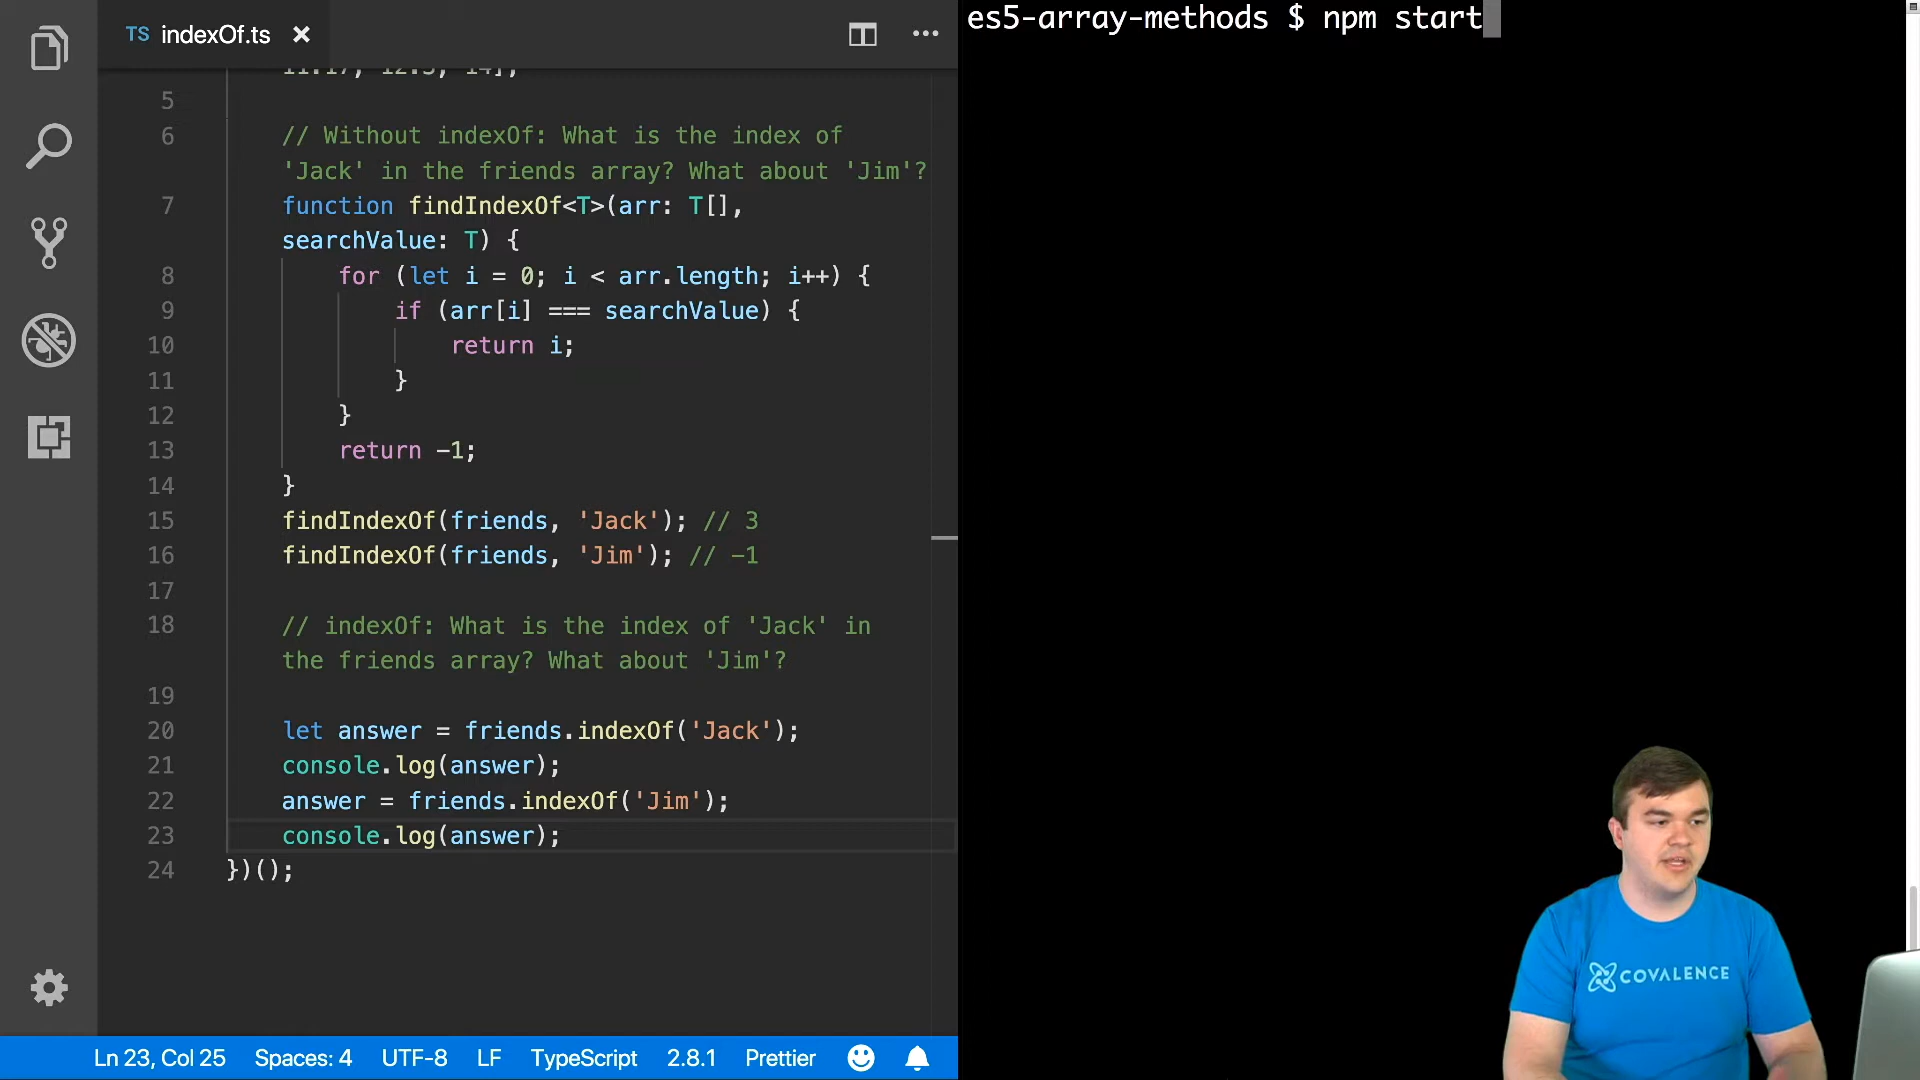 TS indexOf.ts ×
es5-array-methods $ npm start
11.17, 12.5, 14];
5
6 // Without indexOf: What is the index of
'Jack' in the friends array? What about 'Jim'?
7 function findIndexOf<T>(arr: T[],
searchValue: T) {
8 for (let i = 0; i < arr.length; i++) {
9 if (arr[i] === searchValue) {
10 return i;
11 }
12 }
13 return -1;
14 }
15 findIndexOf(friends, 'Jack'); // 3
16 findIndexOf(friends, 'Jim'); // -1
17
18 // indexOf: What is the index of 'Jack' in
the friends array? What about 'Jim'?
19
20 let answer = friends.indexOf('Jack');
21 console.log(answer);
22 answer = friends.indexOf('Jim');
23 console.log(answer);
24 })();
COVALENCE
Ln 23, Col 25 Spaces: 4 UTF-8 LF TypeScript 2.8.1 Prettier